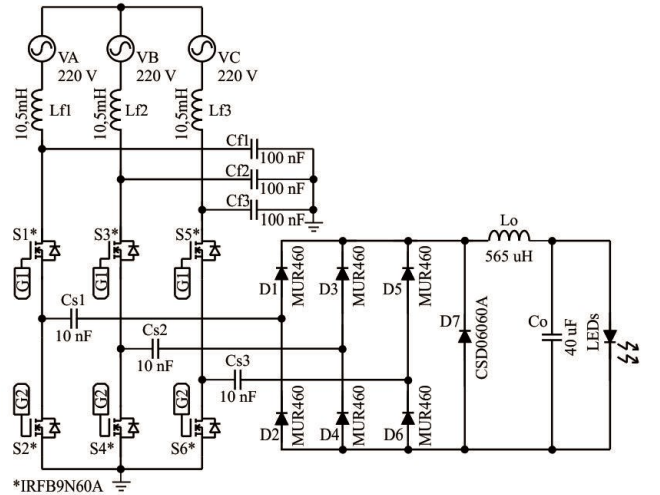 VA
220 V
VB
220 V
VC
220 V
10,5mH
Lf1
10,5mH
Lf2
10,5mH
Lf3
Cf1
100 nF
Cf2
100 nF
Cf3
100 nF
S1*
G1
S3*
G1
S5*
G1
Lo
565 uH
D1
MUR460
D3
MUR460
D5
MUR460
Cs1
10 nF
Cs2
10 nF
Cs3
10 nF
D7
CSD06060A
Co
40 uF
LEDs
G2
S2*
G2
S4*
G2
S6*
D2
MUR460
D4
MUR460
D6
MUR460
*IRFB9N60A